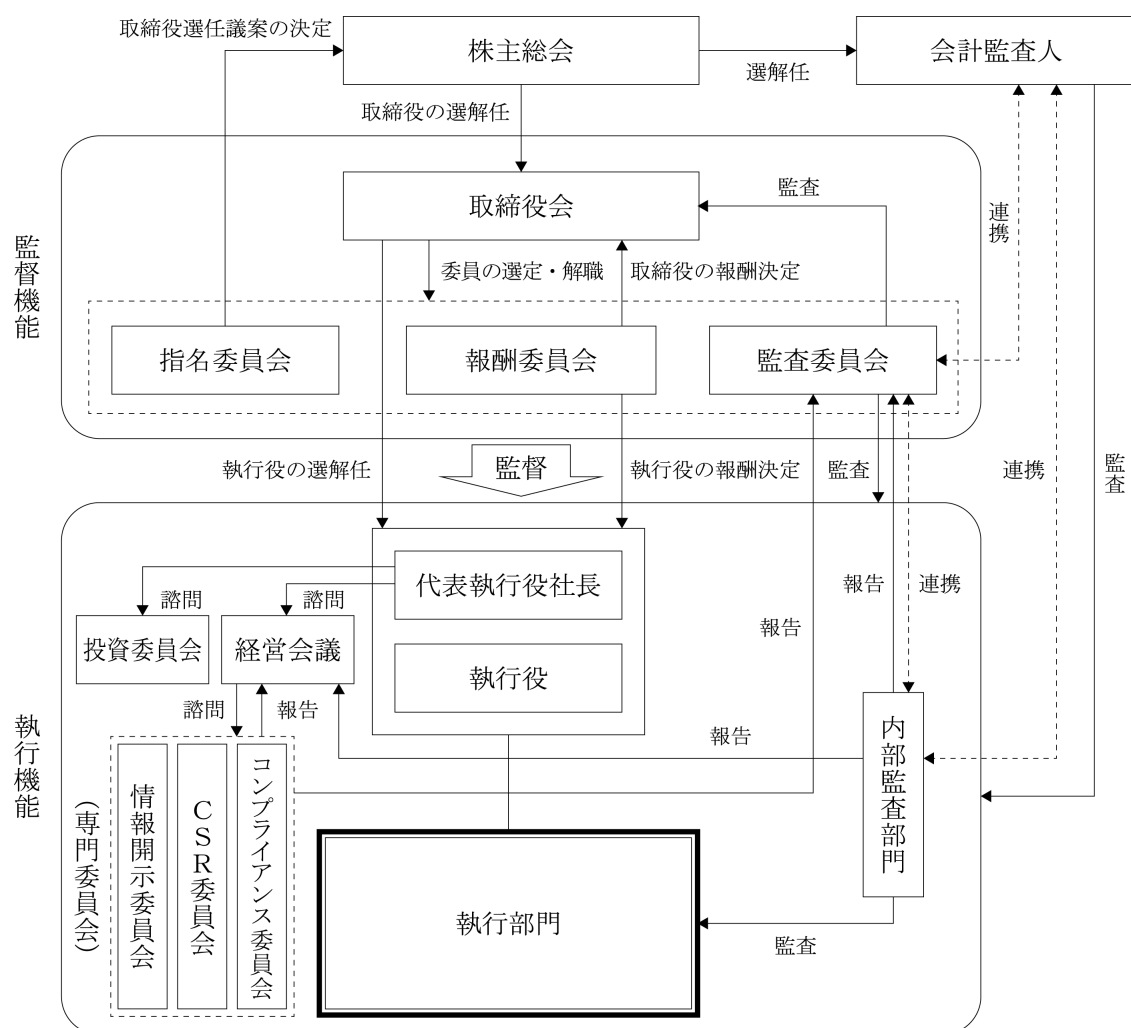 取締役選任議案の決定
株主総会
選解任
会計監査人
取締役の選解任
監督機能
取締役会
監査
連携
委員の選定・解職
取締役の報酬決定
指名委員会
報酬委員会
監査委員会
執行役の選解任
監督
執行役の報酬決定
監査
連携
監査
執行機能
代表執行役社長
諮問
諮問
報告
連携
投資委員会
経営会議
執行役
報告
諮問
報告
報告
内部監査部門
(専門委員会)
情報開示委員会
CSR委員会
コンプライアンス委員会
執行部門
監査